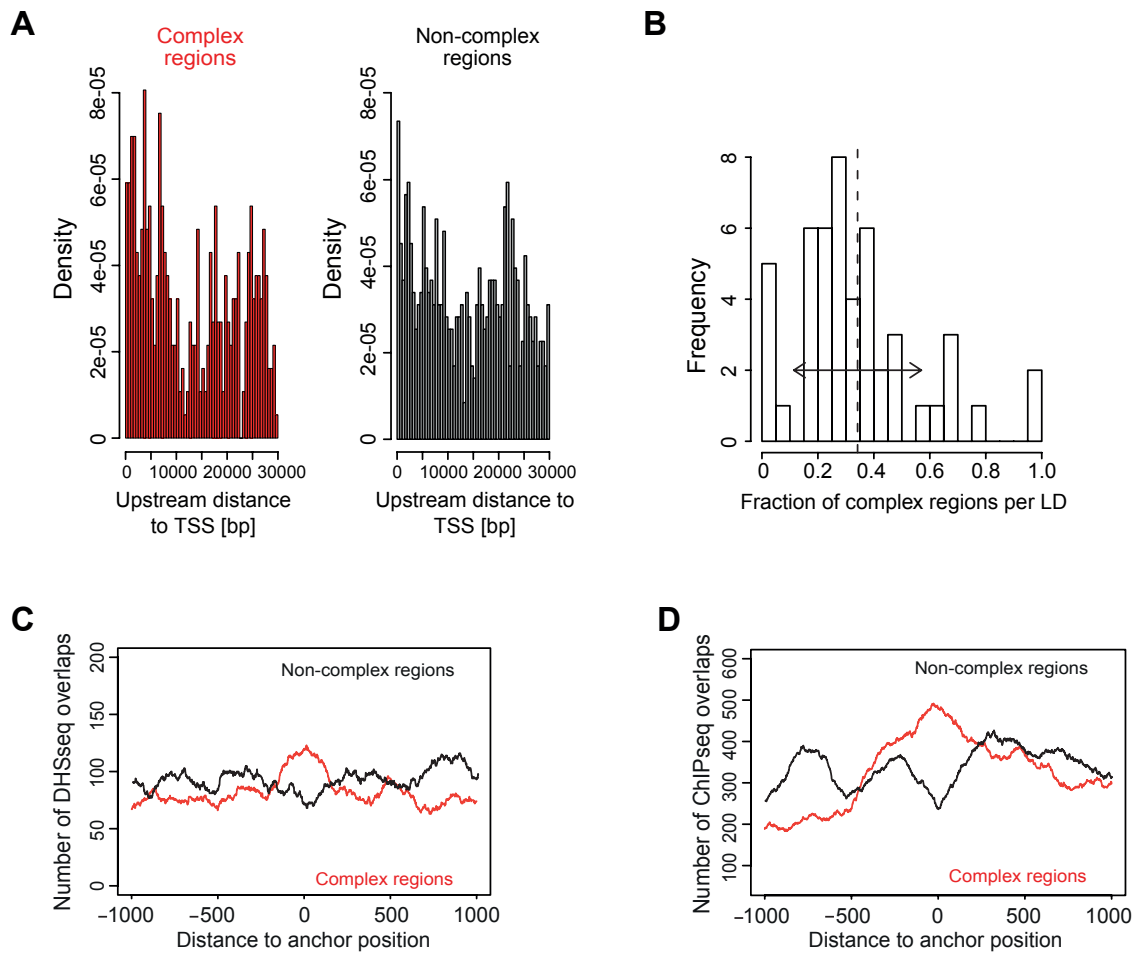 A
Complex
regions
Non-complex
regions
Density
0
2e-05
4e-05
6e-05
8e-05
0
10000
20000
30000
Upstream distance
to TSS [bp]
Density
0
2e-05
4e-05
6e-05
8e-05
0
10000
20000
30000
Upstream distance to
TSS [bp]
B
Frequency
0
2
4
6
8
0
0.2
0.4
0.6
0.8
1.0
Fraction of complex regions per LD
C
Number of DHSseq overlaps
0
50
100
150
200
Non-complex regions
Complex regions
−1000
−500
0
500
1000
Distance to anchor position
D
Number of ChIPseq overlaps
100
200
300
400
500
600
Non-complex regions
Complex regions
−1000
−500
0
500
1000
Distance to anchor position